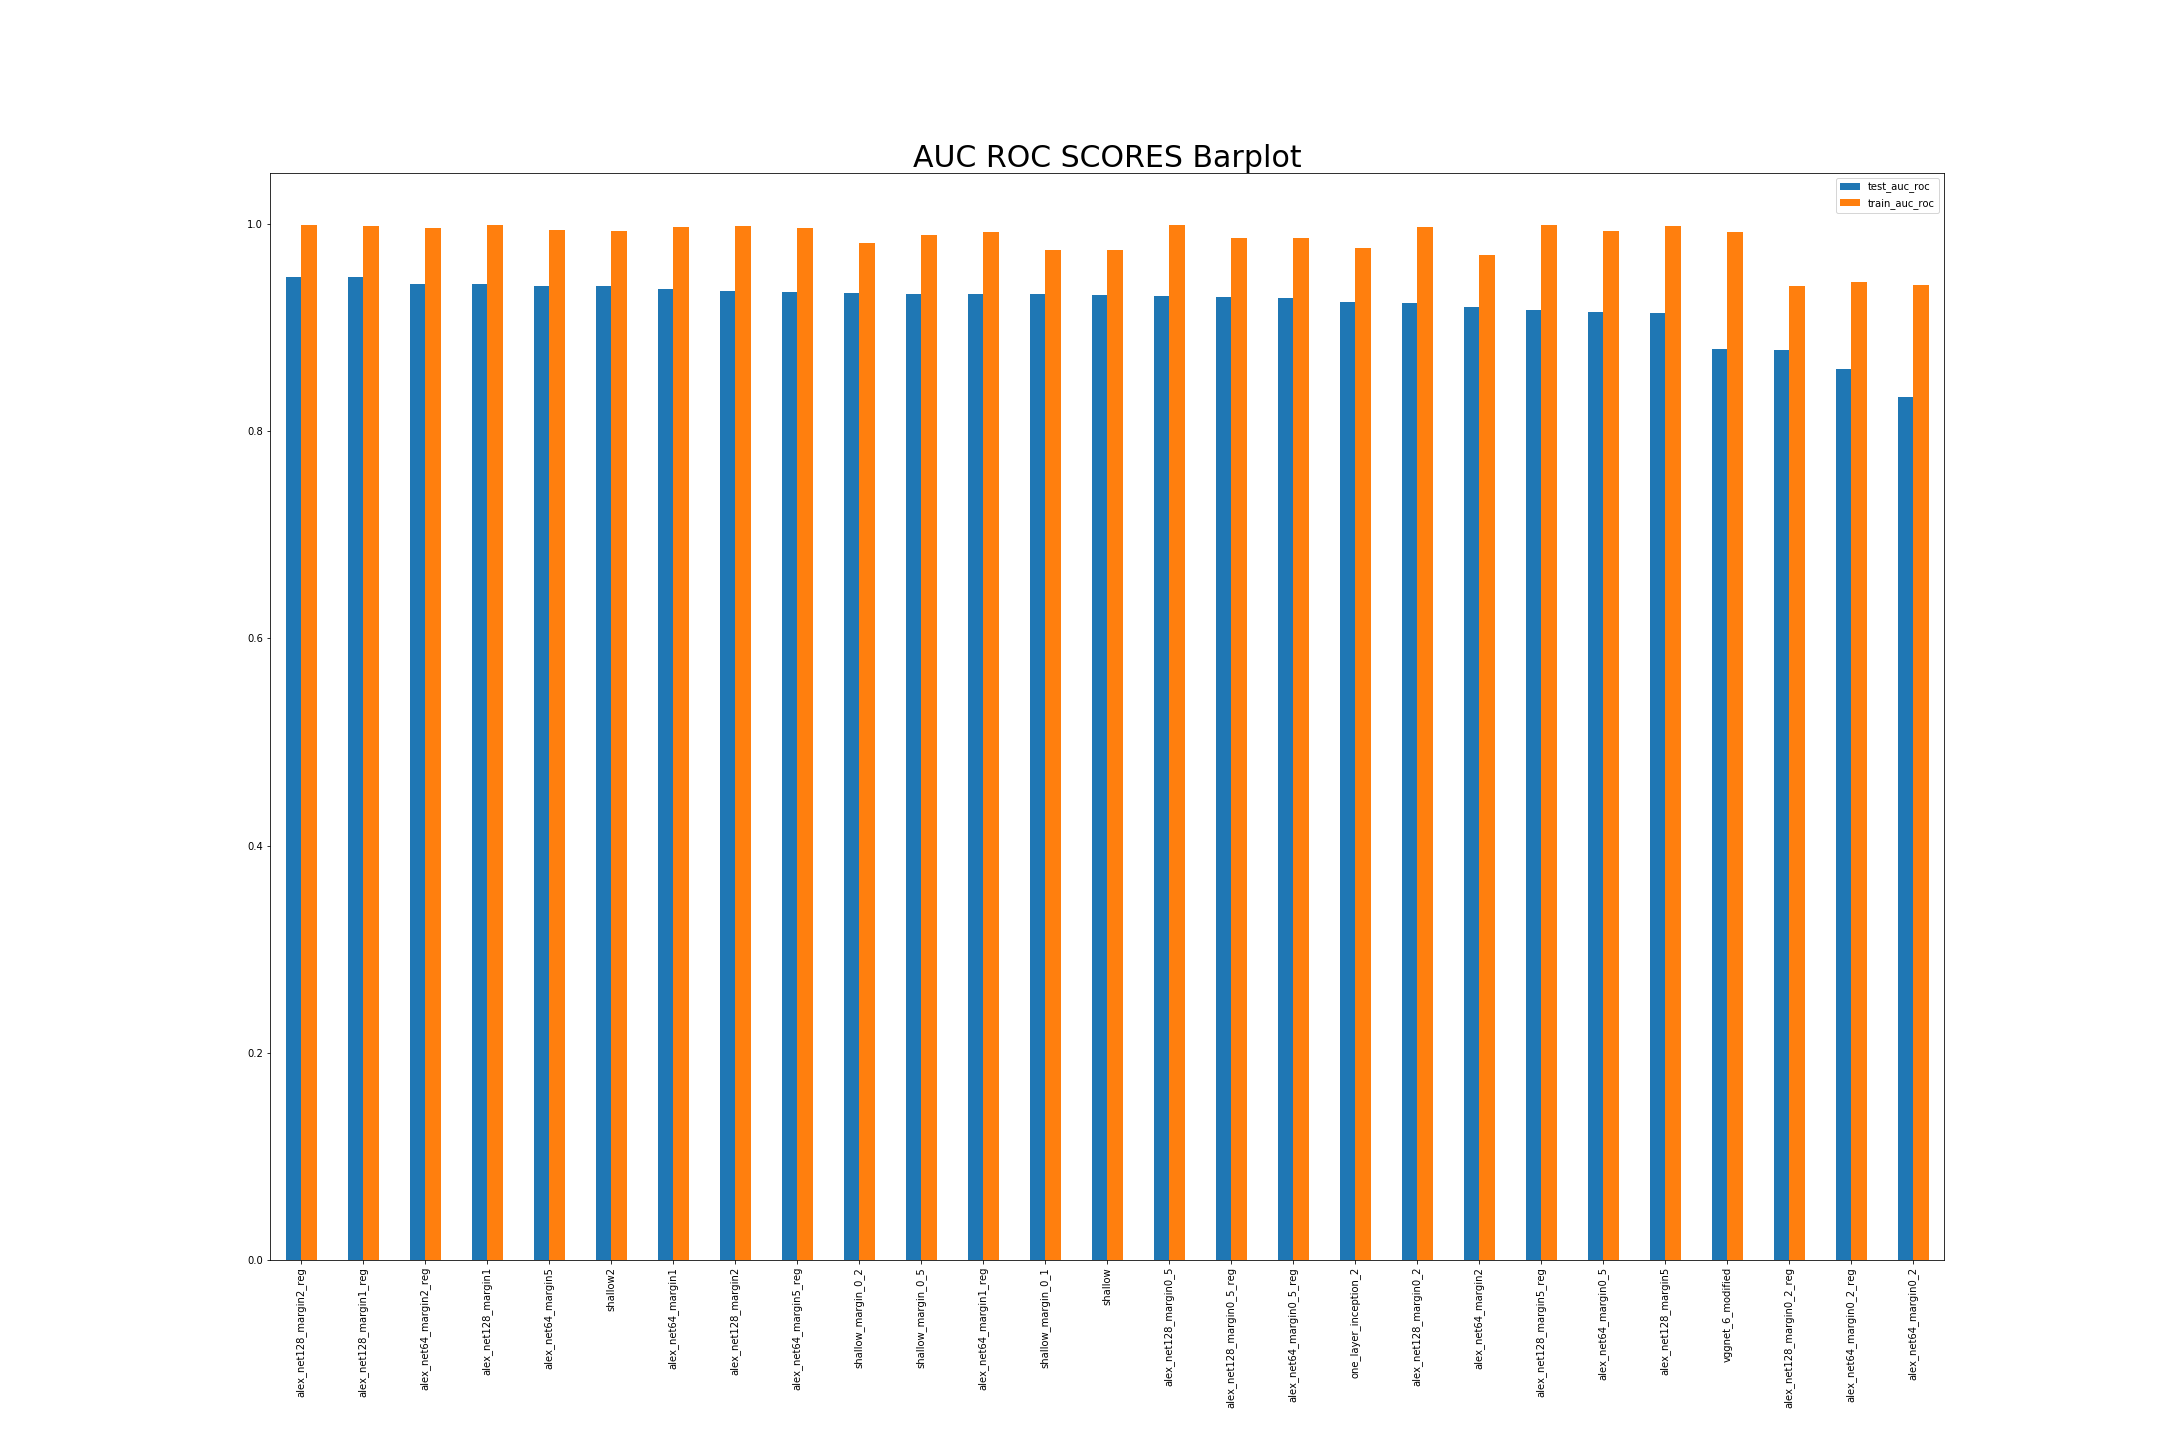 AUC ROC SCORES Barplot
test_auc_roc
train_auc_roc
1.0
0.8
0.6
0.4
0.2
0.0
alex_net128_margin2_reg
alex_net128_margin1_reg
alex_net64_margin2_reg
alex_net128_margin1
alex_net64_margin5
shallow2
alex_net64_margin1
alex_net128_margin2
alex_net64_margin5_reg
shallow_margin_0_2
shallow_margin_0_5
alex_net64_margin1_reg
shallow_margin_0_1
shallow
alex_net128_margin0_5
alex_net128_margin0_5_reg
alex_net64_margin0_5_reg
one_layer_inception_2
alex_net128_margin0_2
alex_net64_margin2
alex_net128_margin5_reg
alex_net64_margin0_5
alex_net128_margin5
vggnet_6_modified
alex_net128_margin0_2_reg
alex_net64_margin0_2_reg
alex_net64_margin0_2